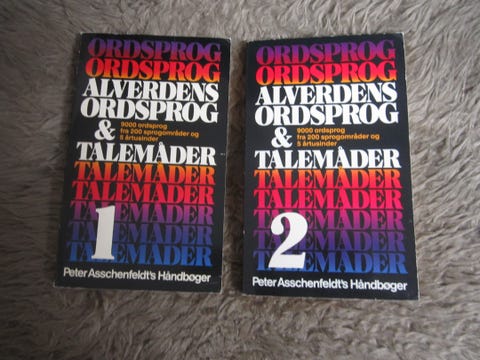 ORDSPROG
ORDSPROG
ALVERDENS
ORDSPROG
9000 ordsprog
fra 200 sprogområder og
5 årtusinder
&
TALEMÅDER
TALEMÅDER
TALEMÅDER
TALEMÅDER
TALEMÅDER
TALEMÅDER
1
Peter Asschenfeldt's Håndbøger
ORDSPROG
ORDSPROG
ALVERDENS
ORDSPROG
9000 ordsprog
fra 200 sprogområder og
5 årtusinder
&
TALEMÅDER
TALEMÅDER
TALEMÅDER
TALEMÅDER
TALEMÅDER
TALEMÅDER
2
Peter Asschenfeldt's Håndbøger